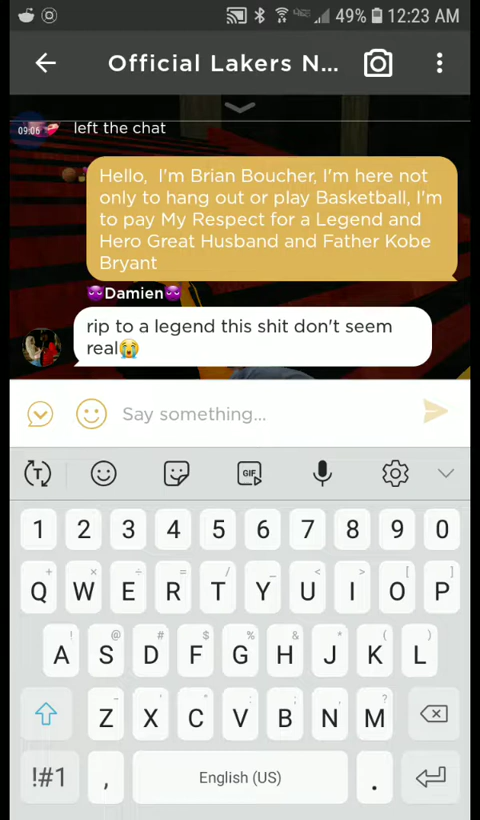 49% 12:23 AM
Official Lakers N...
09:06 left the chat
Hello,  I'm Brian Boucher, I'm here not
only to hang out or play Basketball, I'm
to pay My Respect for a Legend and
Hero Great Husband and Father Kobe
Bryant
😈Damien😈
rip to a legend this shit don't seem
real😭
Say something...
T GIF
1 2 3 4 5 6 7 8 9 0
+ × ÷ = / _ < > [ ]
Q W E R T Y U I O P
! @ # $ % ^ & * ( )
A S D F G H J K L
- ' " : ; , ?
Z X C V B N M
!#1 , English (US) .